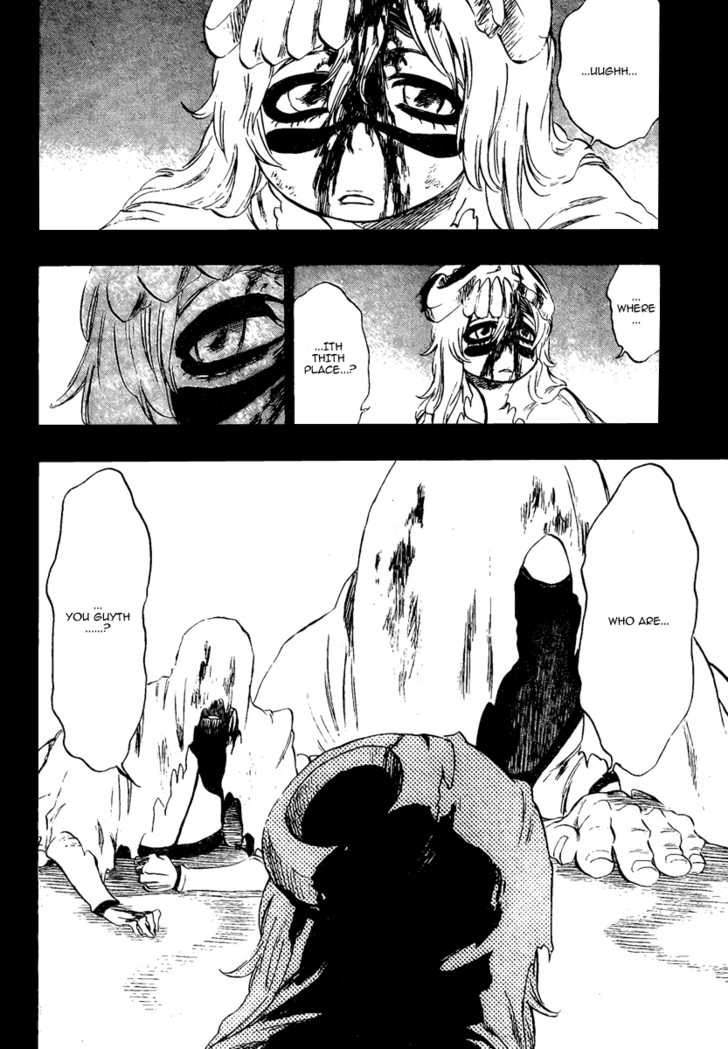 ...UUGHH...
...
WHERE
...
...ITH
THITH
PLACE...?
WHO ARE...
...
YOU GUYTH
......?